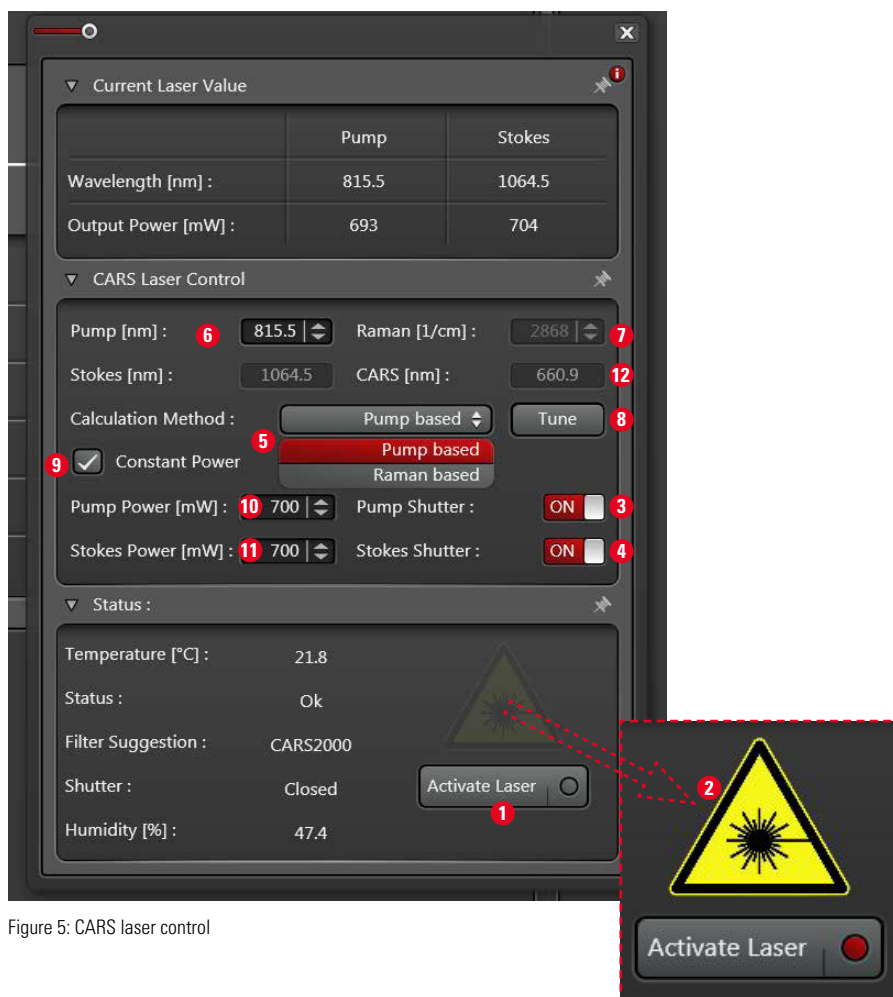 X
Current Laser Value
i
Pump Stokes
Wavelength [nm] : 815.5 1064.5
Output Power [mW] : 693 704
CARS Laser Control
Pump [nm] : 6 815.5 Raman [1/cm] : 2868 7
Stokes [nm] : 1064.5 CARS [nm] : 660.9 12
Calculation Method : Pump based Tune 8
5 Pump based
9 Constant Power
Raman based
Pump Power [mW] : 10 700 Pump Shutter : ON 3
Stokes Power [mW] : 11 700 Stokes Shutter : ON 4
Status :
Temperature [°C] : 21.8
Status : Ok
Filter Suggestion : CARS2000
Shutter : Closed Activate Laser
1
Humidity [%] : 47.4
2
Activate Laser
Figure 5: CARS laser control